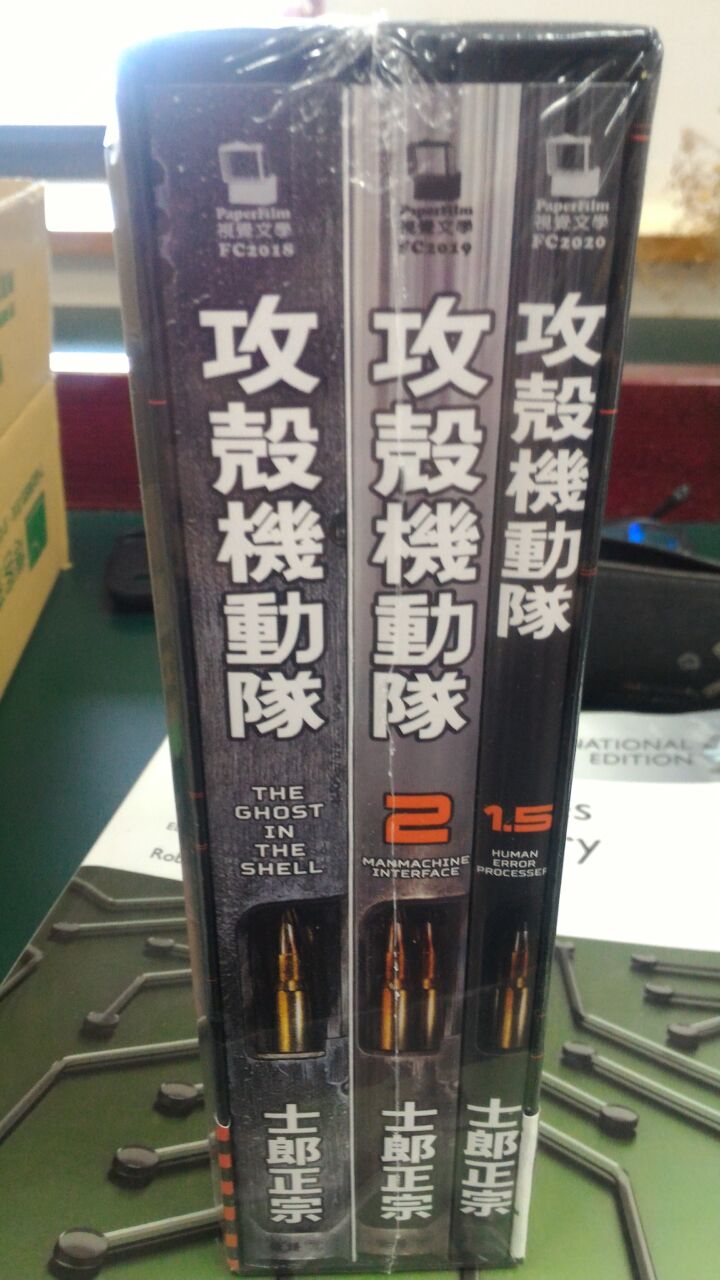 PaperFilm
視覺文學
FC2018
攻殼機動隊
THE
GHOST
IN
THE
SHELL
士郎正宗
PaperFilm
視覺文學
FC2019
攻殼機動隊
2
MANMACHINE
INTERFACE
士郎正宗
PaperFilm
視覺文學
FC2020
攻殼機動隊
1.5
HUMAN
ERROR
PROCESSER
士郎正宗
NATIONAL
EDITION